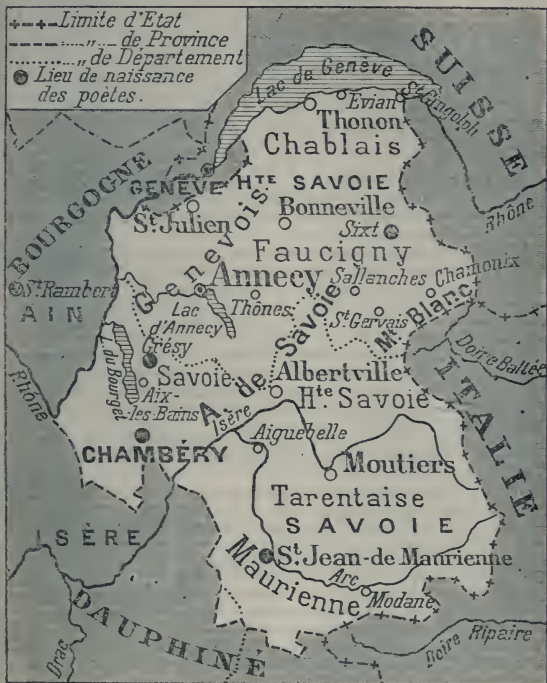 Limite d'Etat
..„.. de Province
„ de Département
Lieu de naissance
des poètes.
SUISSE
Lac de Genève
Evian
St Gingolph
Thonon
Chablais
BOURGOGNE
GENÈVE
HTE SAVOIE
Rhône
St. Julien
Bonneville
Sixt
Genevois
Faucigny
St Rambert
AIN
Annecy
Sallanches
Chamonix
Lac
d'Annecy
Thônes
St Gervais
Mt Blanc
Doire Baltée
Crésy
L. du Bourget
Savoie
A. de Savoie
Albertville
Hte Savoie
ITALIE
Rhône
Aix-
les-Bains
Isère
CHAMBÉRY
Aiguebelle
Moutiers
Tarentaise
SAVOIE
ISÈRE
St. Jean-de Maurienne
Maurienne
Arc
Modane
DAUPHINÉ
Drac
Doire Ripaire